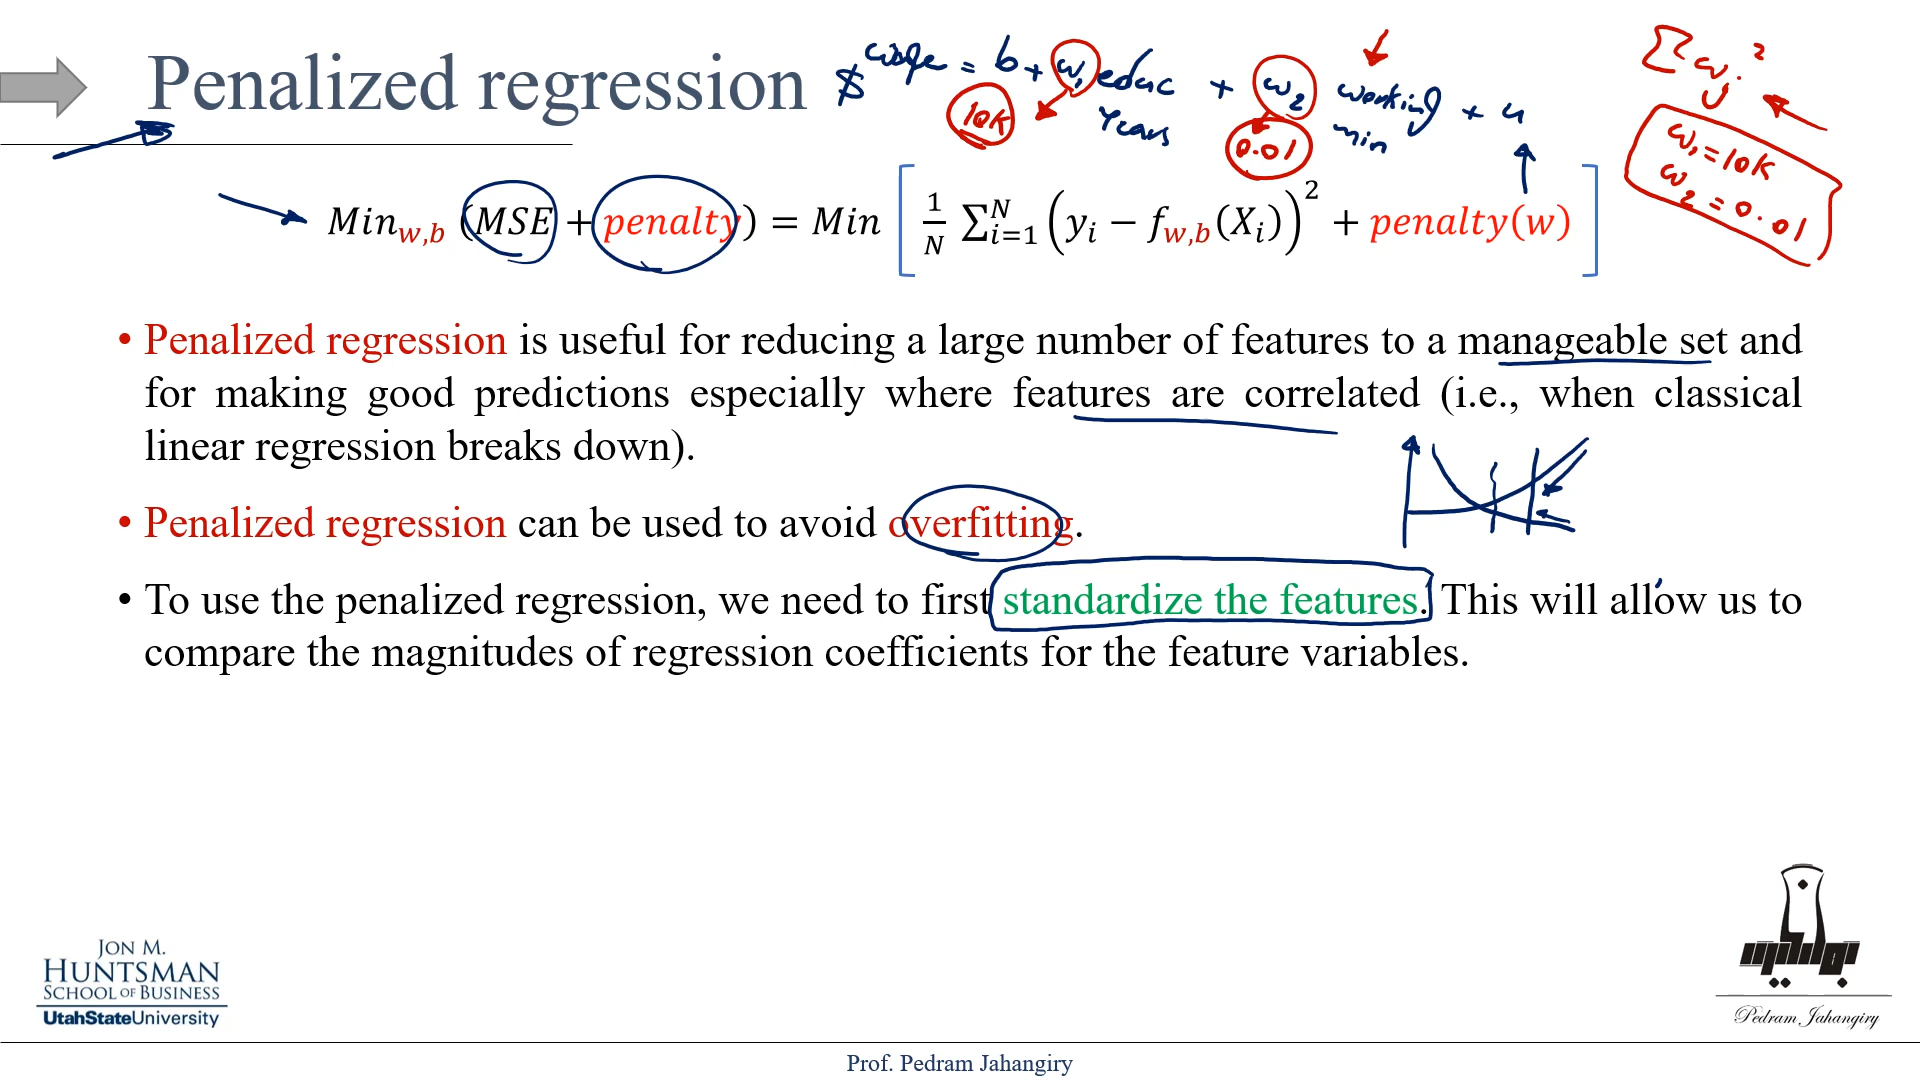 Penalized regression
$ wage = b + w₁ educ + w₂ working + u
10k Years 0.01 min
∑ wⱼ²
w₁ = 10k
w₂ = 0.01
Min_{w,b} (MSE + penalty) = Min [ 1/N ∑_{i=1}^{N} (y_i − f_{w,b}(X_i))² + penalty(w) ]
• Penalized regression is useful for reducing a large number of features to a manageable set and
for making good predictions especially where features are correlated (i.e., when classical
linear regression breaks down).
• Penalized regression can be used to avoid overfitting.
• To use the penalized regression, we need to first standardize the features. This will allow us to
compare the magnitudes of regression coefficients for the feature variables.
JON M.
HUNTSMAN
SCHOOL OF BUSINESS
UtahStateUniversity
Pedram Jahangiry
Prof. Pedram Jahangiry